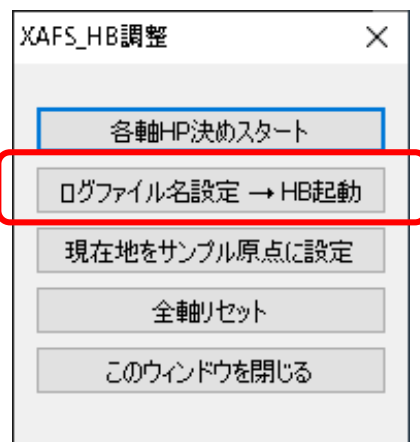 XAFS_HB調整
各軸HP決めスタート
ログファイル名設定 → HB起動
現在地をサンプル原点に設定
全軸リセット
このウィンドウを閉じる